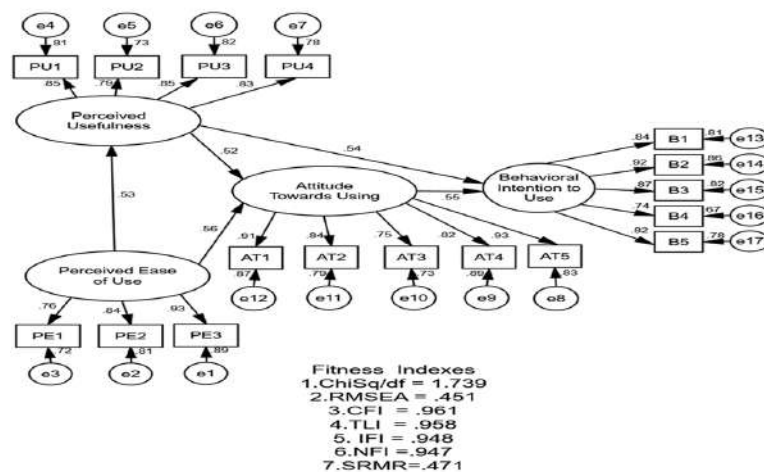 e4 e5 e6 e7
.81 .73 .82 .78
PU1 PU2 PU3 PU4
.85 .79 .85 .83
Perceived
Usefulness
.54
.52
.53
.56
.55
Attitude
Towards Using
Behavioral
Intention to
Use
.84 B1 .81 e13
.92 B2 .86 e14
.87 B3 .82 e15
.74 B4 .67 e16
.82 B5 .78 e17
.91 .84 .75 .82 .93
AT1 AT2 AT3 AT4 AT5
.87 .79 .73 .89 .83
e12 e11 e10 e9 e8
Perceived Ease
of Use
.76 .84 .93
PE1 PE2 PE3
.72 .81 .89
e3 e2 e1
Fitness Indexes
1.ChiSq/df = 1.739
2.RMSEA = .451
3.CFI = .961
4.TLI = .958
5. IFI = .948
6.NFI =.947
7.SRMR=.471